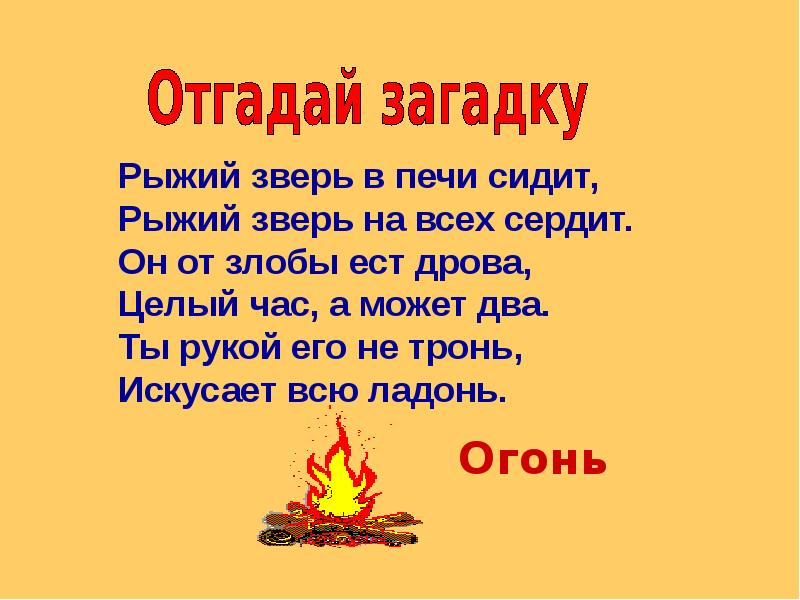 Отгадай загадку
Рыжий зверь в печи сидит,
Рыжий зверь на всех сердит.
Он от злобы ест дрова,
Целый час, а может два.
Ты рукой его не тронь,
Искусает всю ладонь.
Огонь